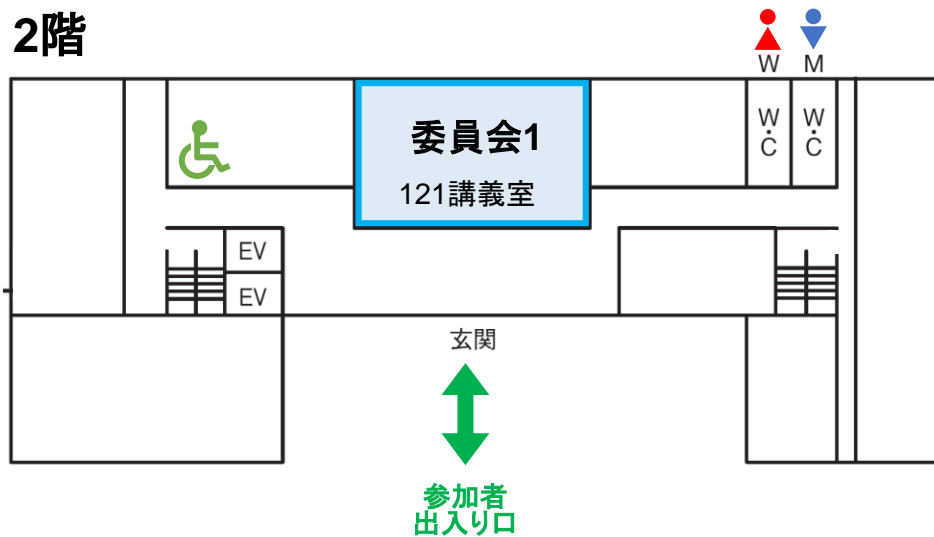 2階
W M
W・C W・C
委員会1
121講義室
EV
EV
玄関
参加者
出入り口